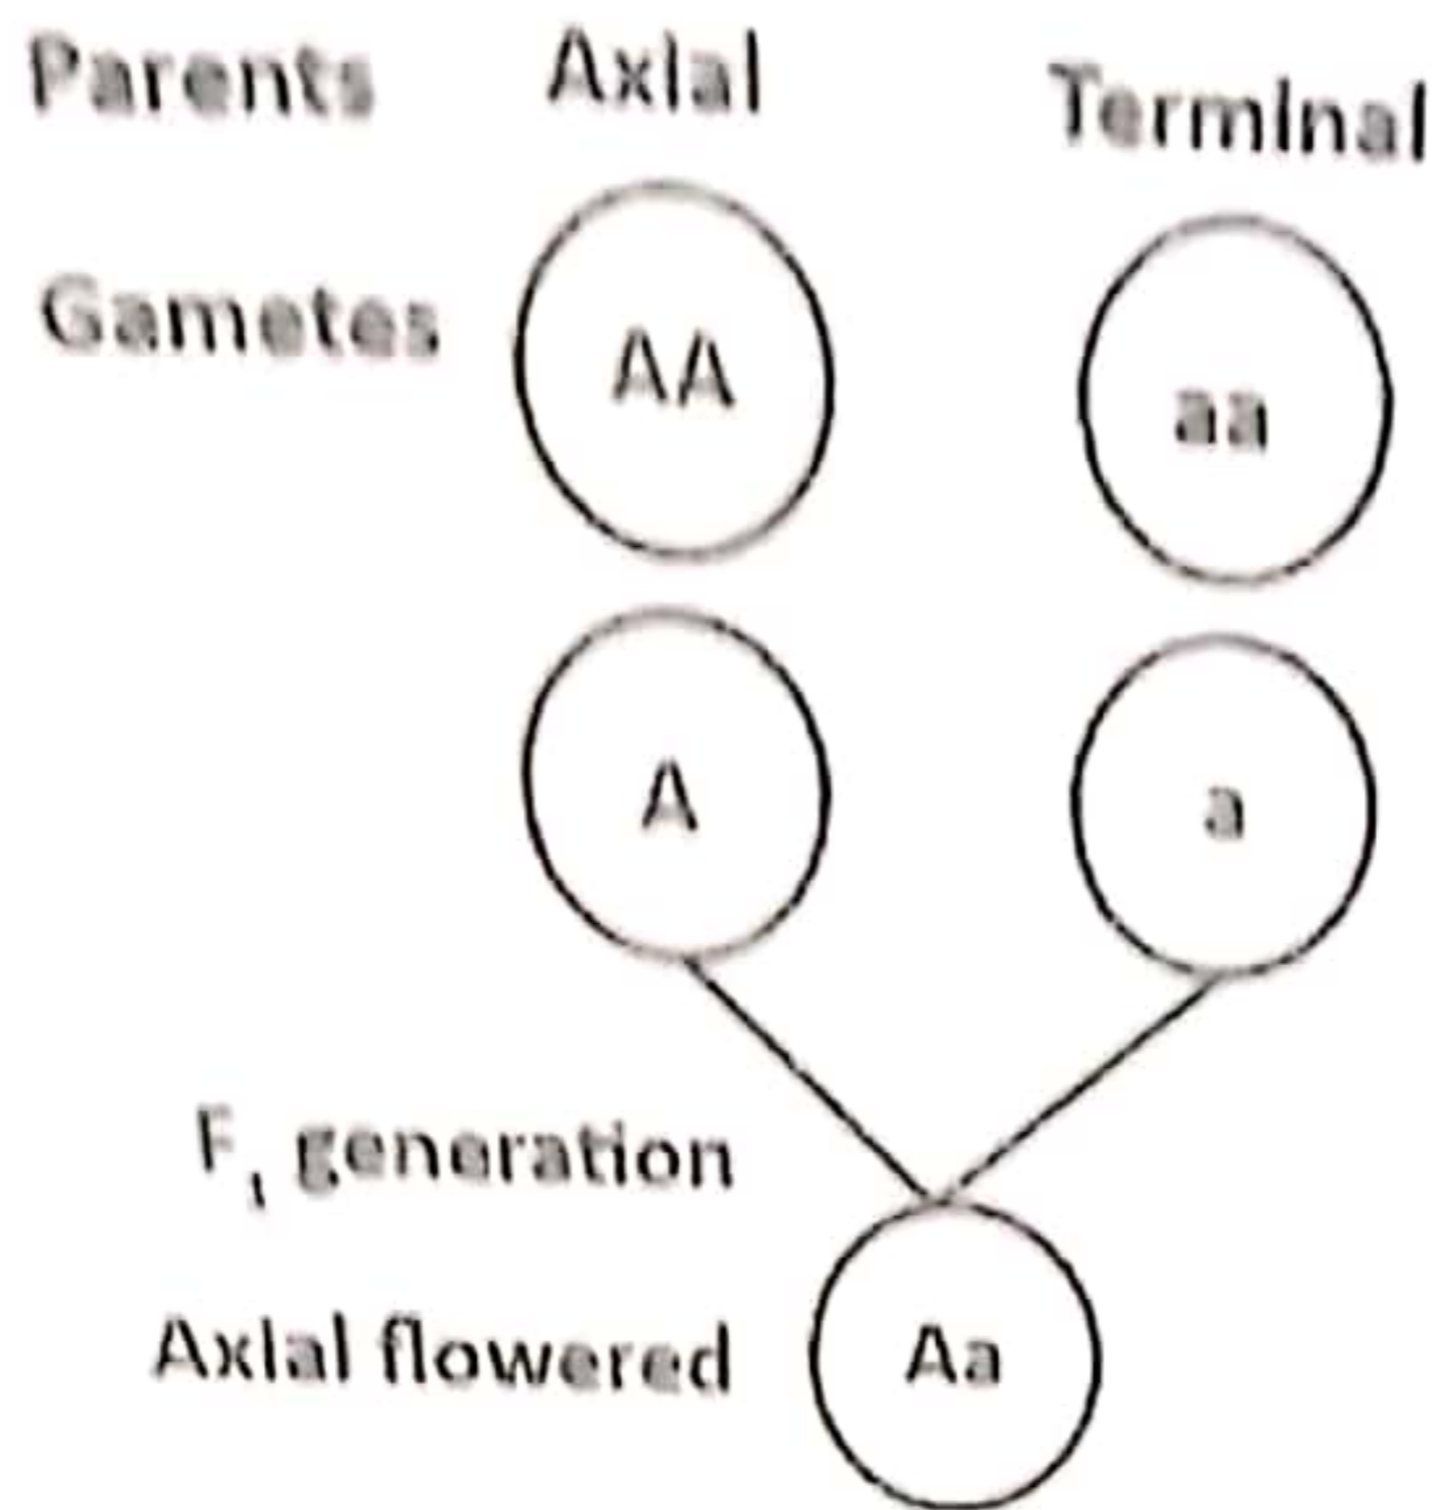 Parents Axial Terminal
Gametes AA aa
A a
F₁ generation
Axial flowered Aa